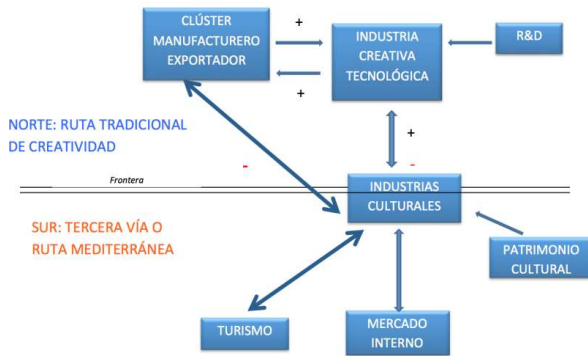 CLÚSTER
MANUFACTURERO
EXPORTADOR
+
+
INDUSTRIA
CREATIVA
TECNOLÓGICA
R&D
NORTE: RUTA TRADICIONAL
DE CREATIVIDAD
+
-
-
Frontera
INDUSTRIAS
CULTURALES
SUR: TERCERA VÍA O
RUTA MEDITERRÁNEA
PATRIMONIO
CULTURAL
TURISMO
MERCADO
INTERNO